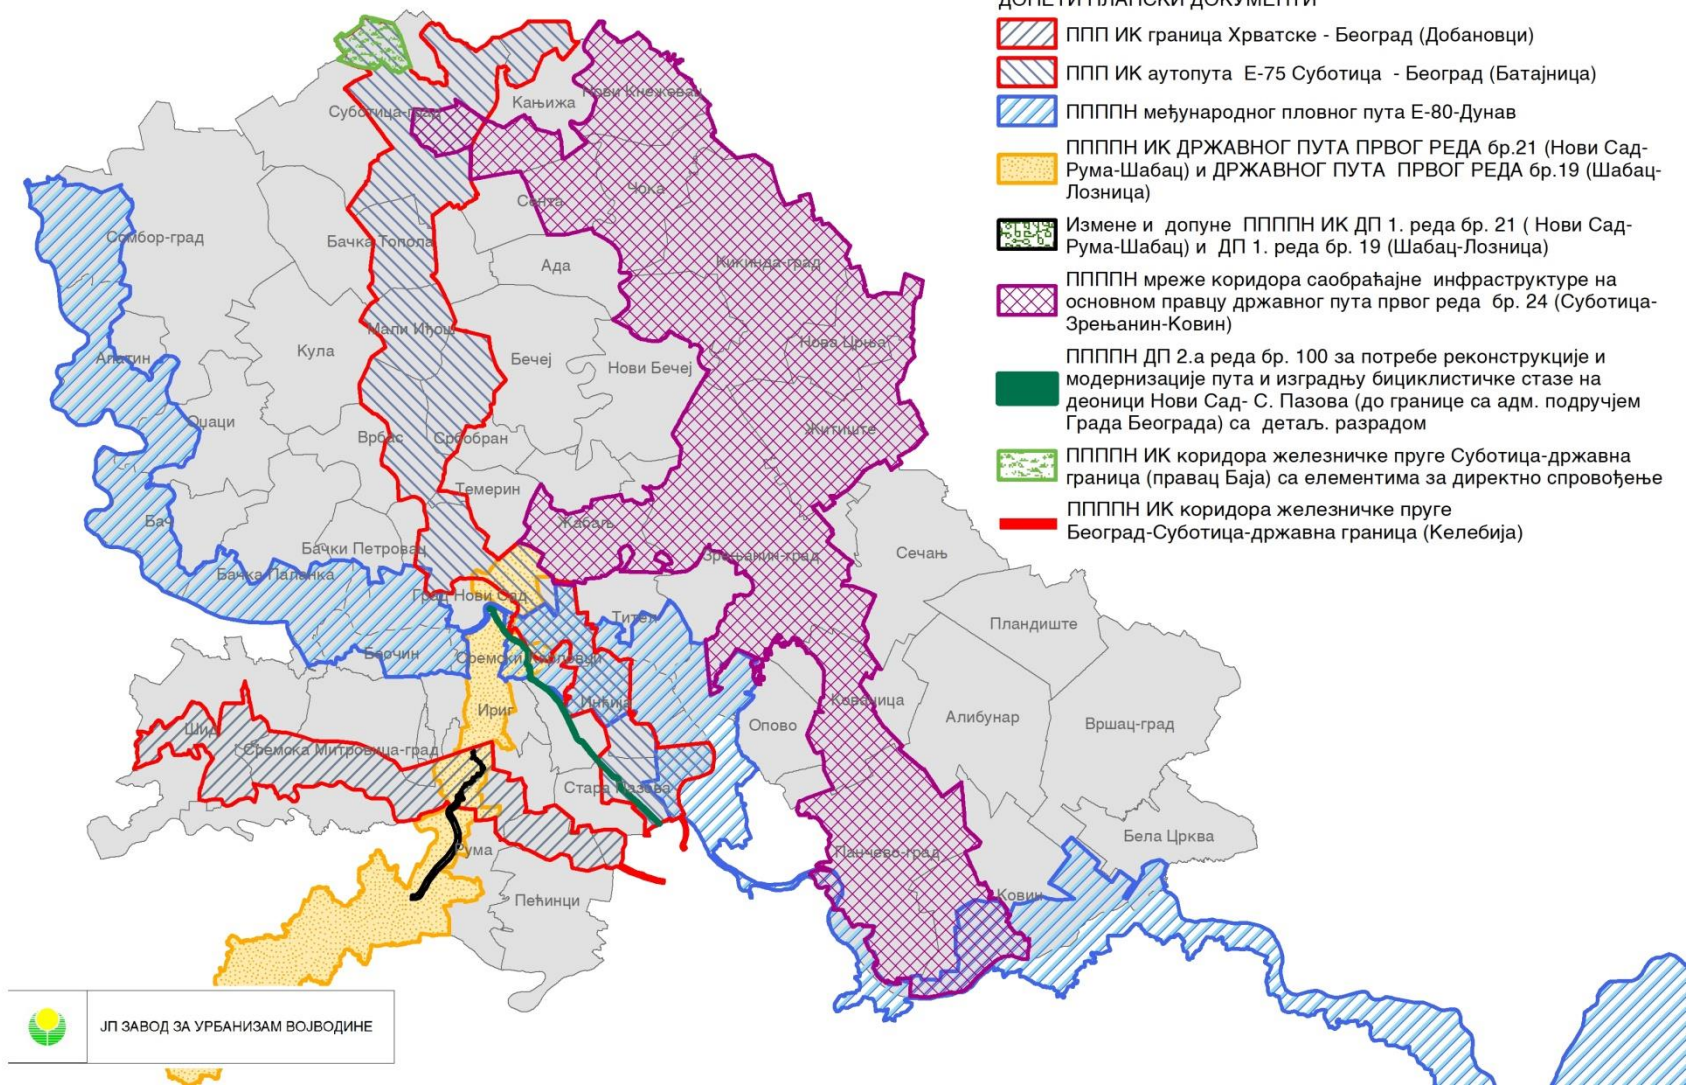 ДОНЕТИ ПЛАНСКИ ДОКУМЕНТИ
ППП ИК граница Хрватске - Београд (Добановци)
ППП ИК аутопута Е-75 Суботица - Београд (Батајница)
ПППН међународног пловног пута Е-80-Дунав
ППППН ИК ДРЖАВНОГ ПУТА ПРВОГ РЕДА бр.21 (Нови Сад-
Рума-Шабац) и ДРЖАВНОГ ПУТА ПРВОГ РЕДА бр.19 (Шабац-
Лозница)
Измене и допуне ППППН ИК ДП 1. реда бр. 21 ( Нови Сад-
Рума-Шабац) и ДП 1. реда бр. 19 (Шабац-Лозница)
ППППН мреже коридора саобраћајне инфраструктуре на
основном правцу државног пута првог реда бр. 24 (Суботица-
Зрењанин-Ковин)
ППППН ДП 2.а реда бр. 100 за потребе реконструкције и
модернизације пута и изградњу бициклистичке стазе на
деоници Нови Сад- С. Пазова (до границе са адм. подручјем
Града Београда) са детаљ. разрадом
ППППН ИК коридора железничке пруге Суботица-државна
граница (правац Баја) са елементима за директно спровођење
ППППН ИК коридора железничке пруге
Београд-Суботица-државна граница (Келебија)
Суботица-град
Кањижа
Нови Кнежевац
Чока
Сента
Сомбор-град
Бачка Топола
Ада
Кикинда-град
Мали Иђош
Апатин
Кула
Бечеј
Нови Бечеј
Нова Црња
Оџаци
Врбас
Србобран
Житиште
Темерин
Бач
Жабаљ
Бачки Петровац
Зрењанин-град
Сечањ
Бачка Паланка
Град Нови Сад
Тител
Пландиште
Беочин
Сремски Карловци
Ириг
Инђија
Ковачица
Опово
Алибунар
Вршац-град
Шид
Сремска Митровица-град
Стара Пазова
Рума
Бела Црква
Панчево-град
Ковин
Пећинци
ЈП ЗАВОД ЗА УРБАНИЗАМ ВОЈВОДИНЕ